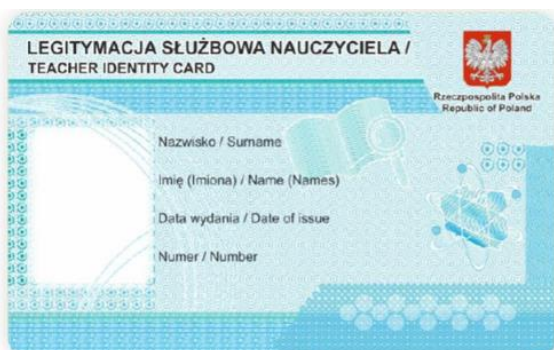 LEGITYMACJA SŁUŻBOWA NAUCZYCIELA /
TEACHER IDENTITY CARD
Rzeczpospolita Polska
Republic of Poland
Nazwisko / Surname
Imię (Imiona) / Name (Names)
Data wydania / Date of issue
Numer / Number